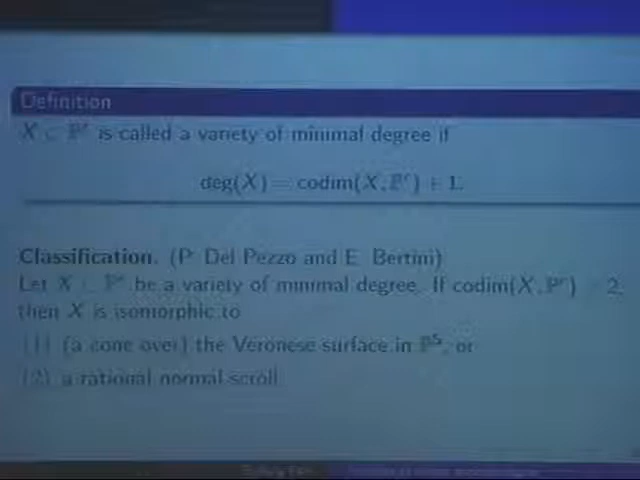 Definition
X ⊂ ℙʳ is called a variety of minimal degree if
deg(X) = codim(X, ℙʳ) + 1.
Classification. (P. Del Pezzo and E. Bertini)
Let X ⊂ ℙʳ be a variety of minimal degree. If codim(X, ℙʳ) 2,
then X is isomorphic to
(1) (a cone over) the Veronese surface in ℙ⁵, or
(2) a rational normal scroll.